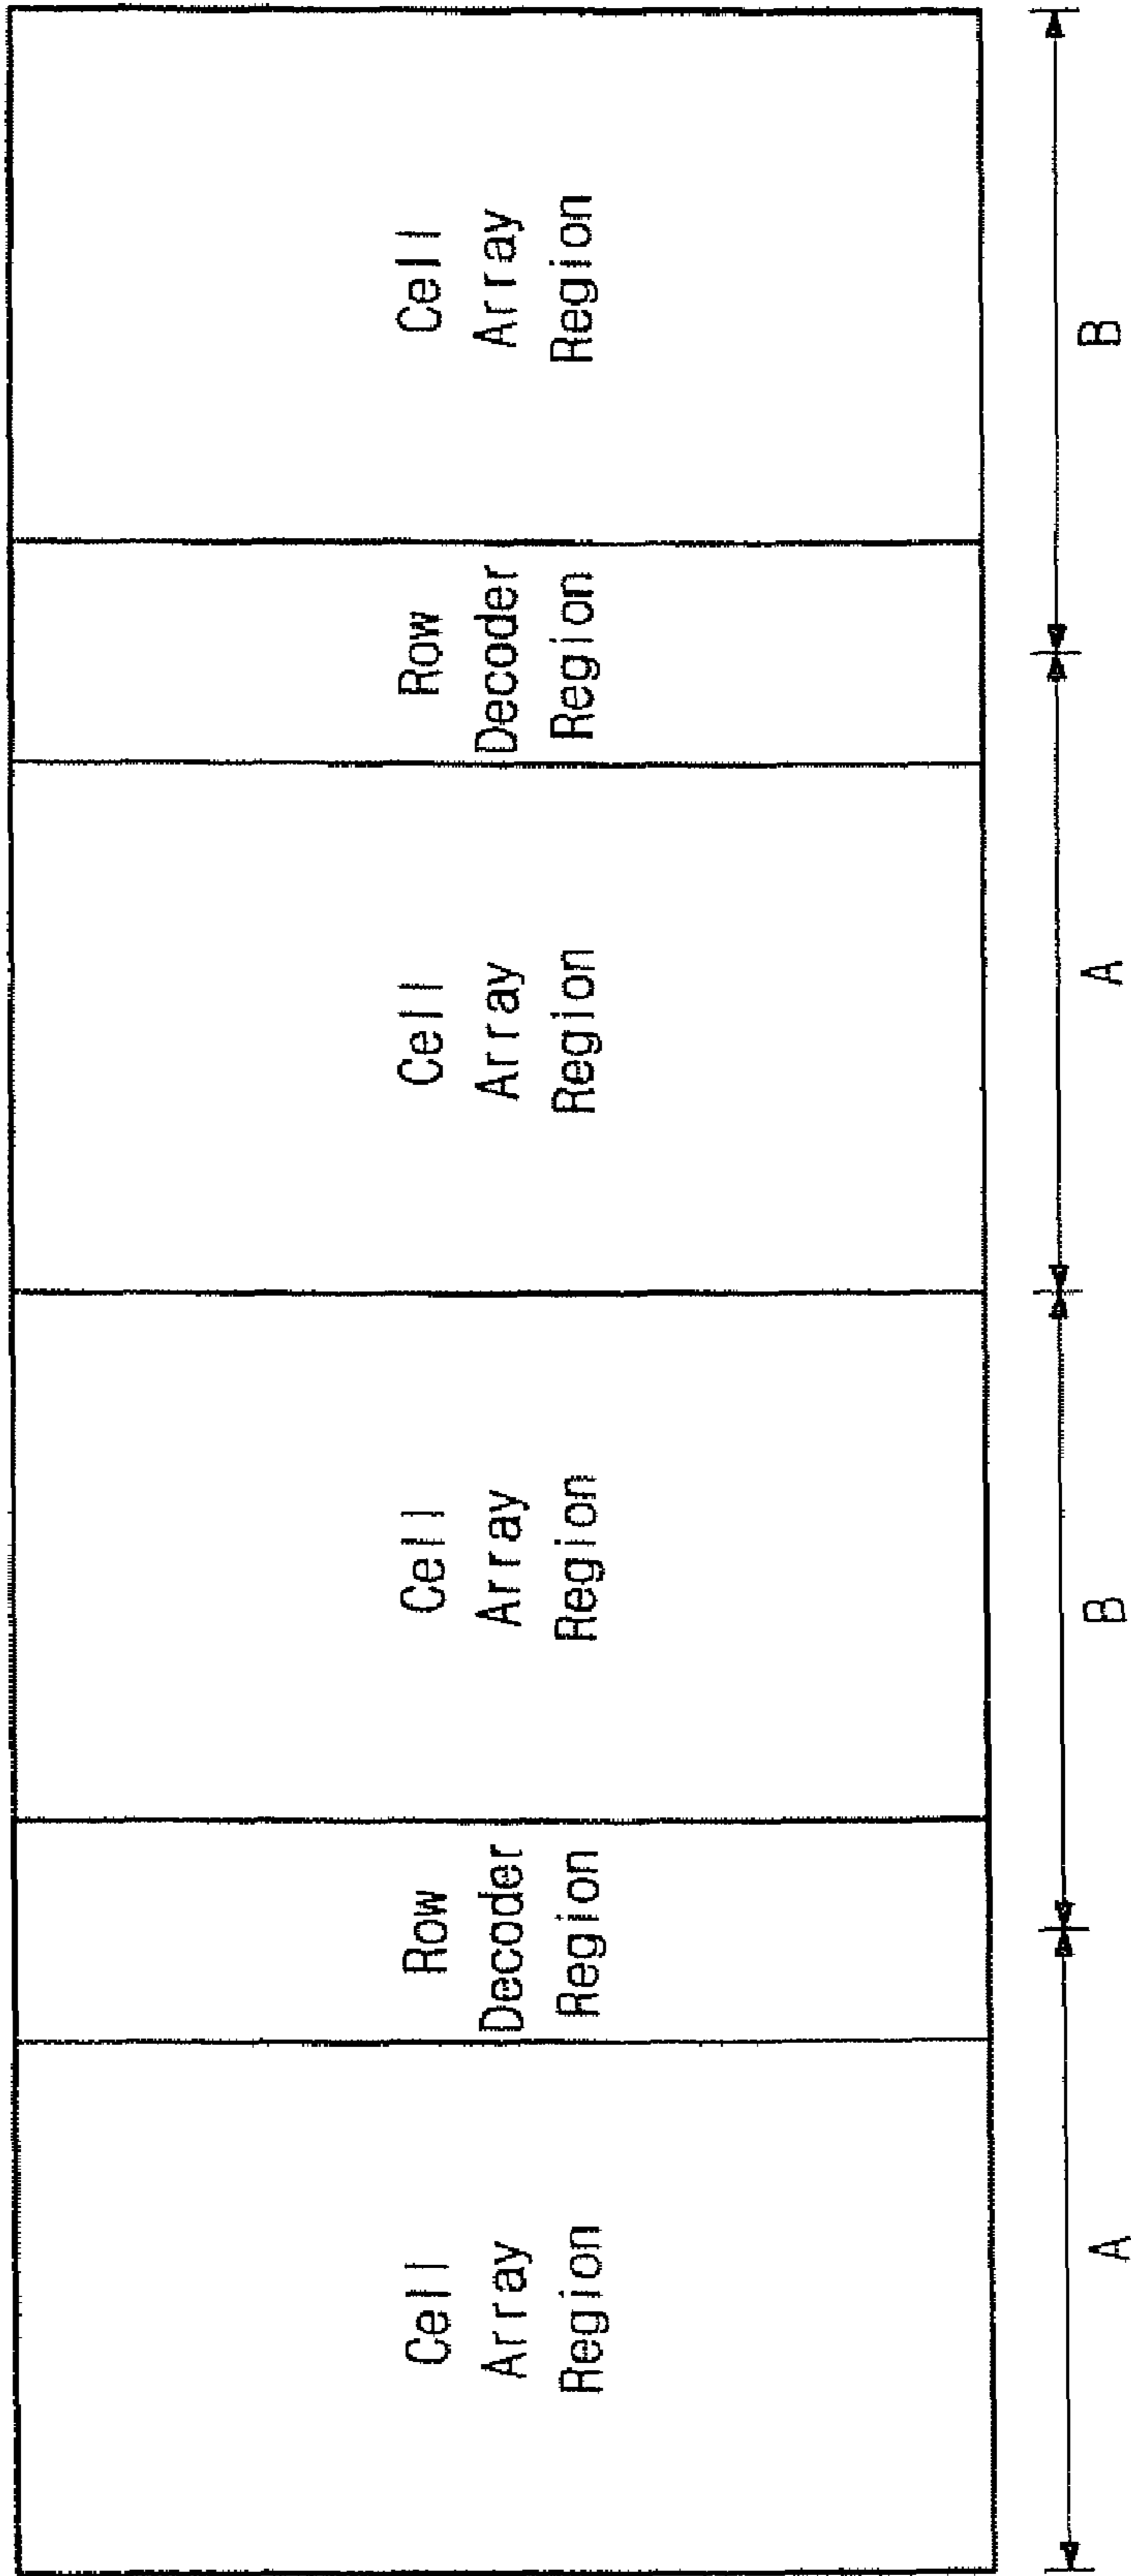 Cell
Array
Region
Row
Decoder
Region
Cell
Array
Region
Cell
Array
Region
Row
Decoder
Region
Cell
Array
Region
A
B
A
B